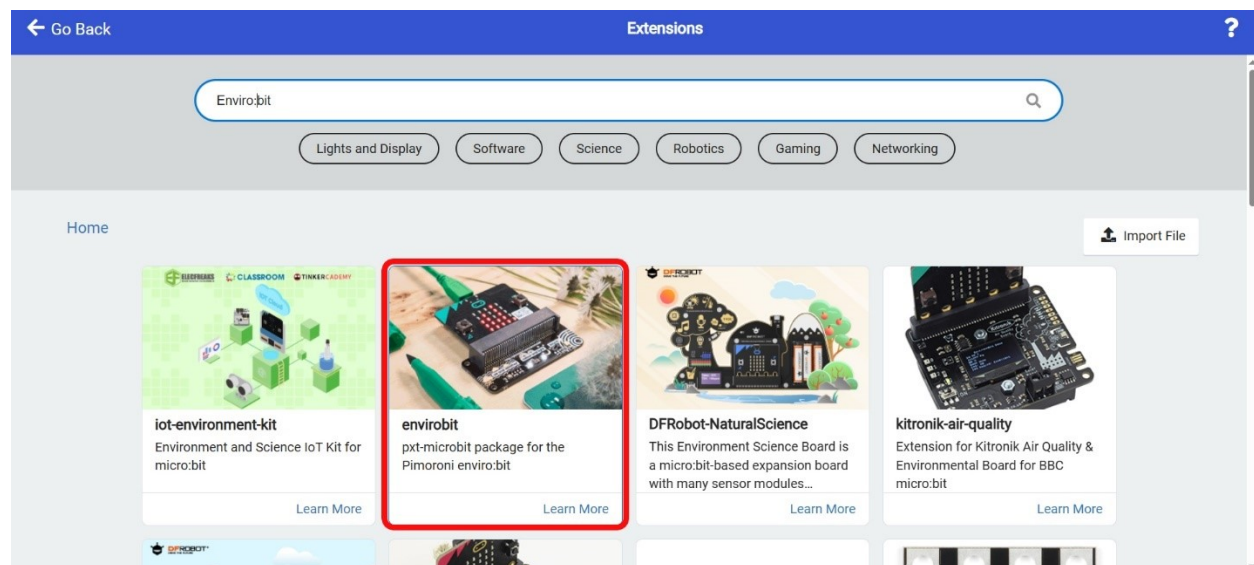 Go Back
Extensions
?
Enviro:bit
Lights and Display
Software
Science
Robotics
Gaming
Networking
Home
Import File
ELECFREAKS CLASSROOM TINKERCADEMY
IOT Cloud
iot-environment-kit
Environment and Science IoT Kit for
micro:bit
Learn More
envirobit
pxt-microbit package for the
Pimoroni enviro:bit
Learn More
DFROBOT
DFRobot-NaturalScience
This Environment Science Board is
a micro:bit-based expansion board
with many sensor modules...
Learn More
kitronik-air-quality
Extension for Kitronik Air Quality &
Environmental Board for BBC
micro:bit
Learn More
DFROBOT